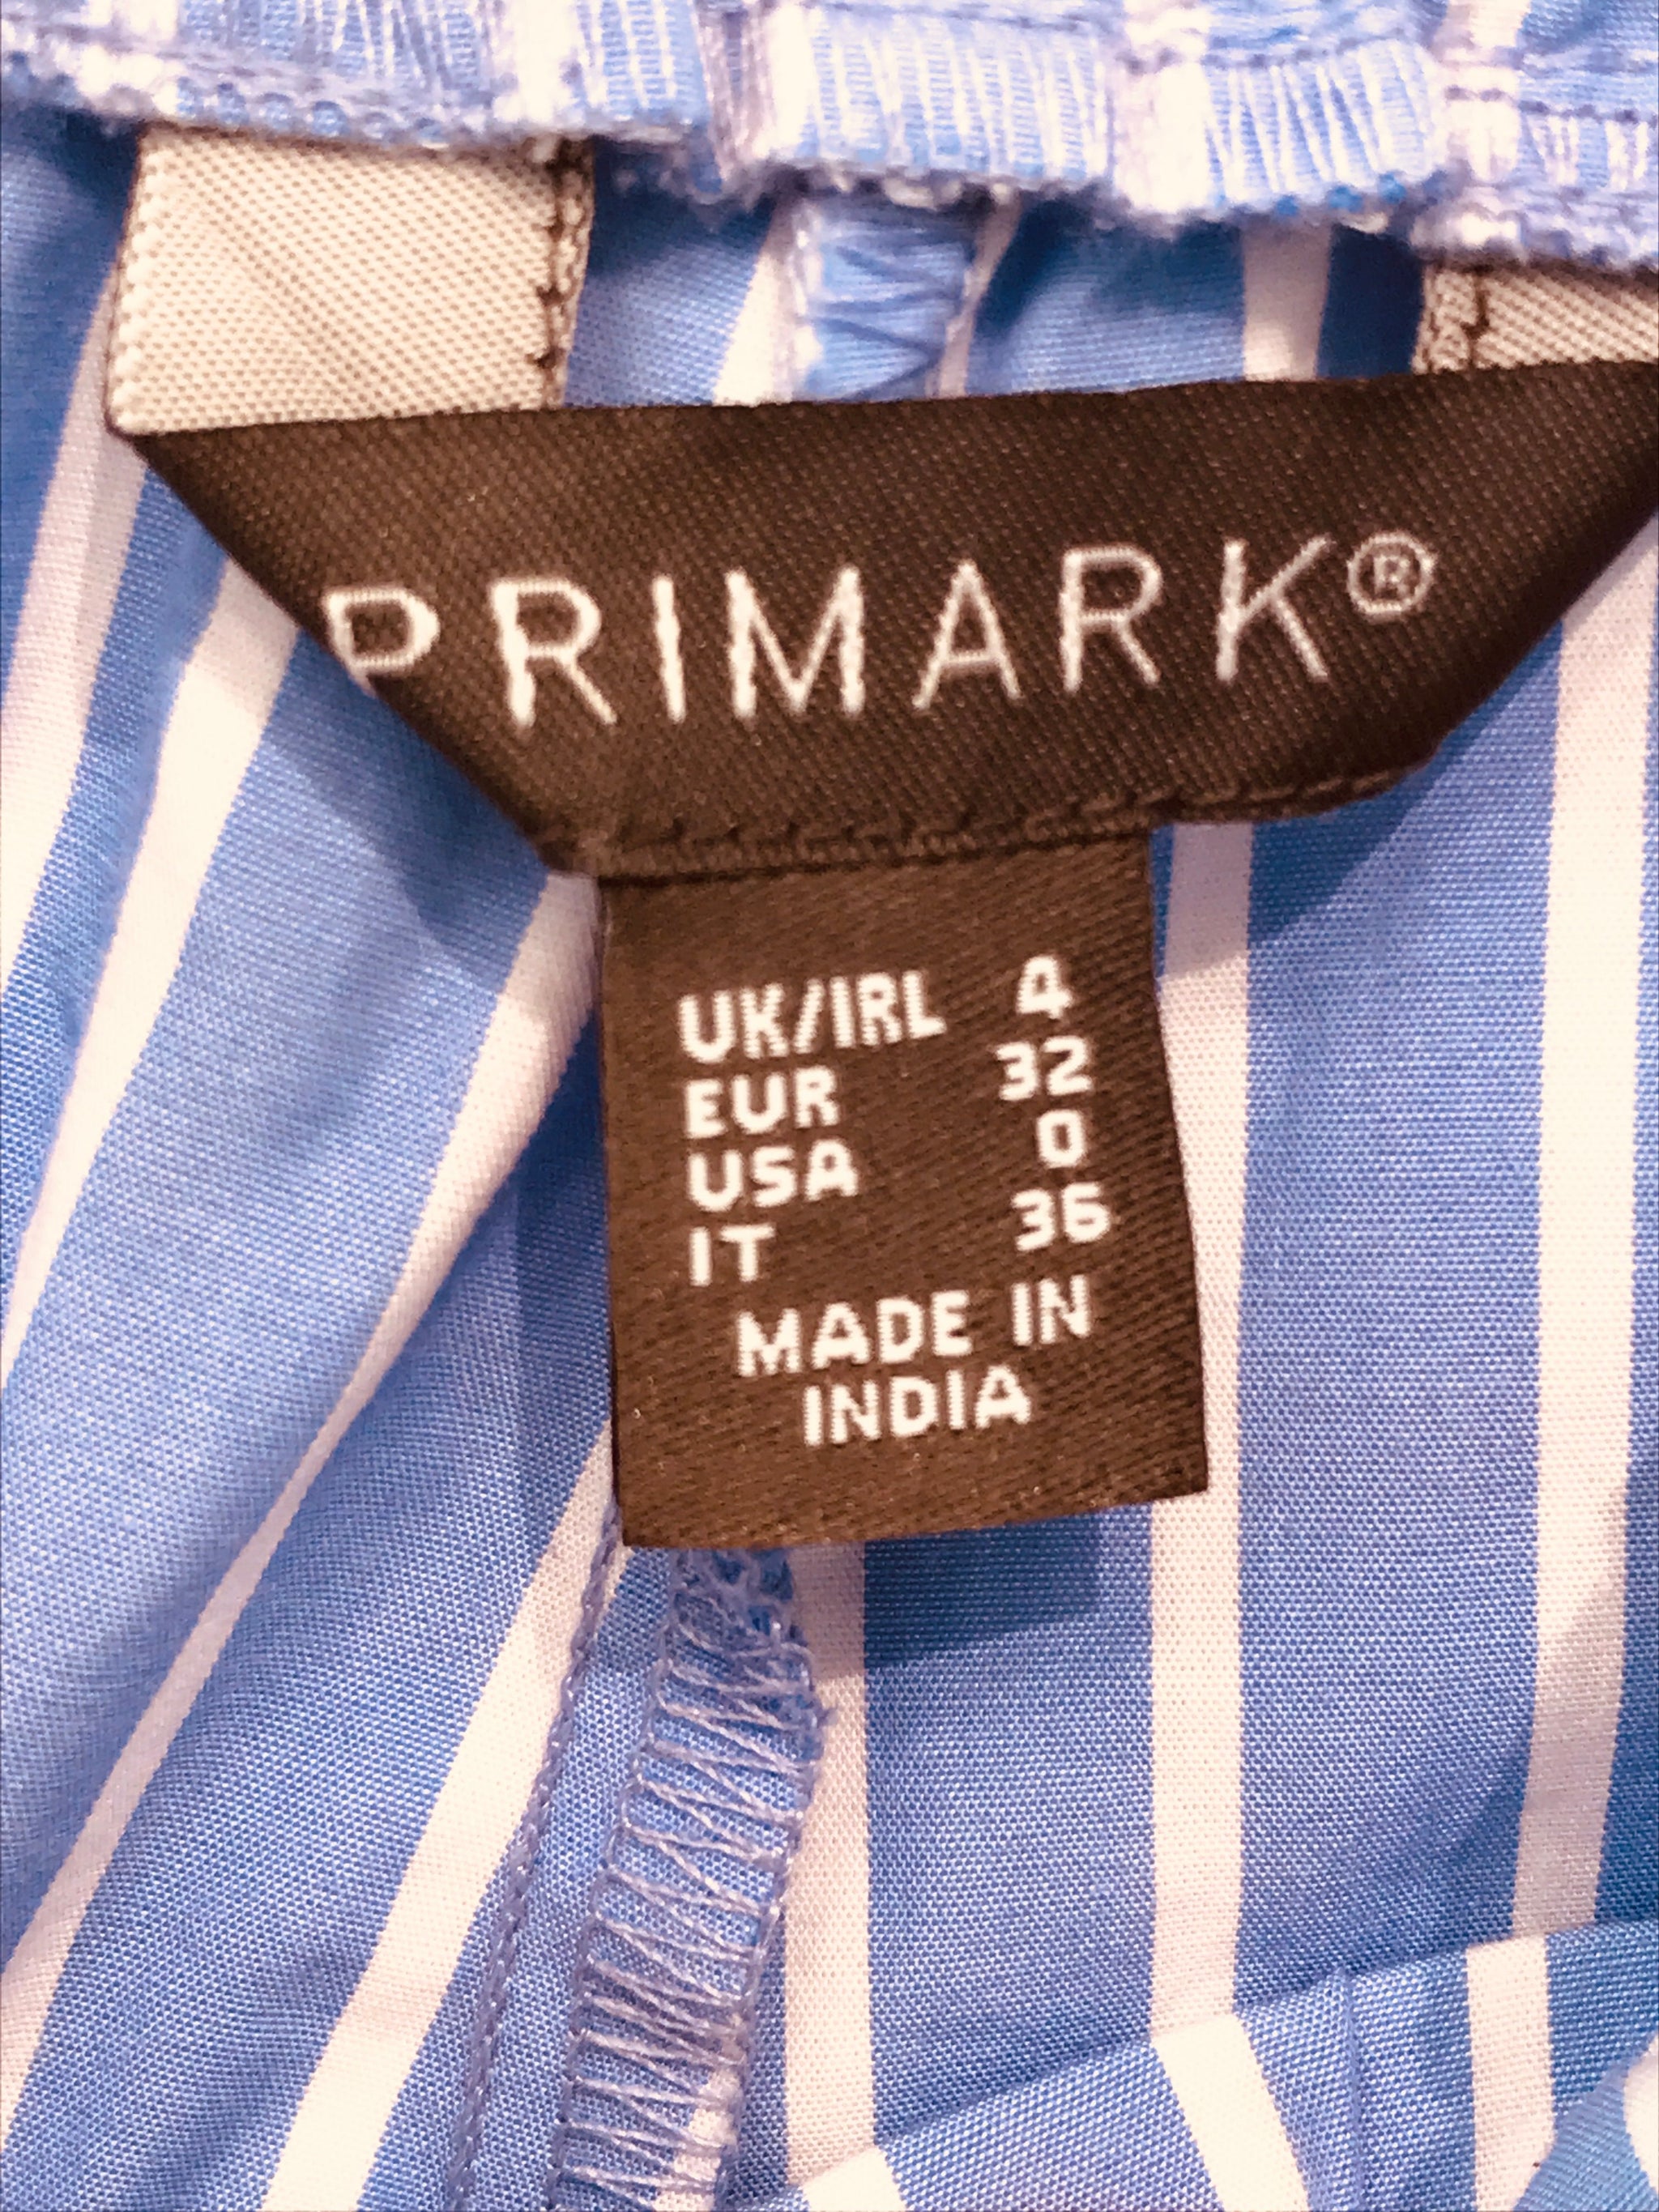 PRIMARK®
UK/IRL 4
EUR 32
USA 0
IT 36
MADE IN
INDIA